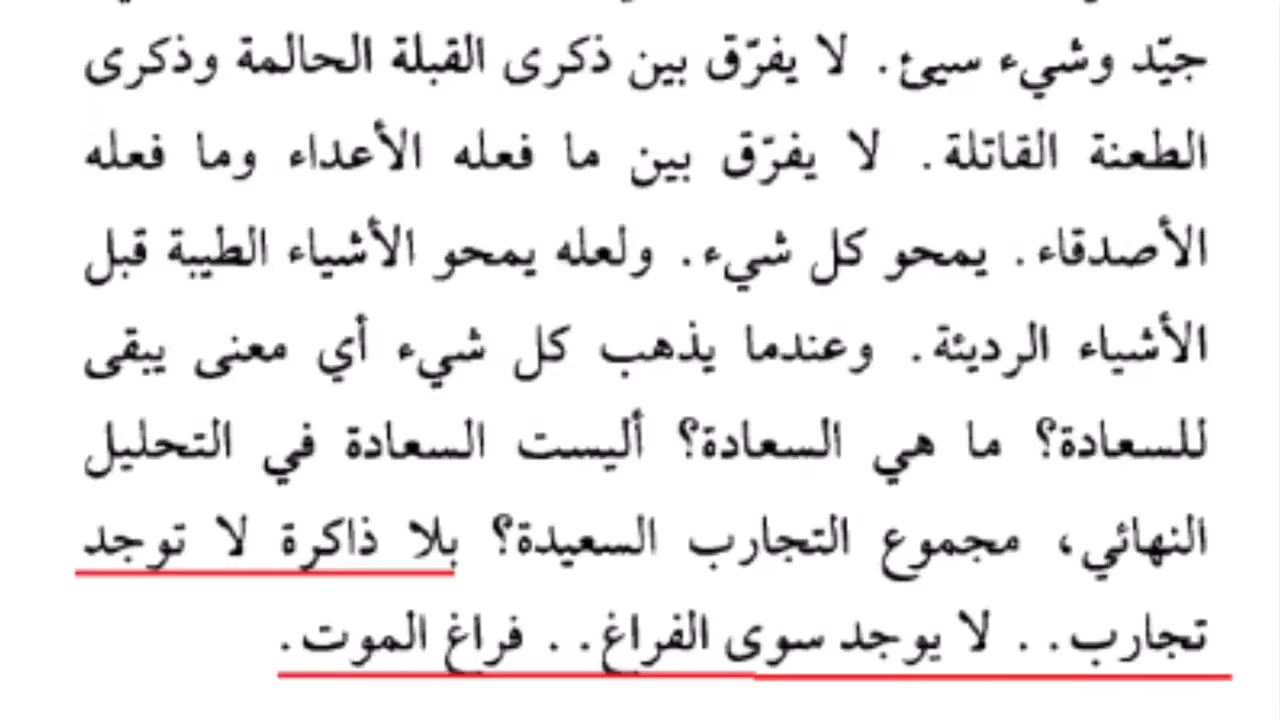 جيّد وشيء سيئ. لا يفرّق بين ذكرى القبلة الحالمة وذكرى
الطعنة القاتلة. لا يفرّق بين ما فعله الأعداء وما فعله
الأصدقاء. يمحو كل شيء. ولعله يمحو الأشياء الطيبة قبل
الأشياء الرديئة. وعندما يذهب كل شيء أي معنى يبقى
للسعادة؟ ما هي السعادة؟ أليست السعادة في التحليل
النهائي، مجموع التجارب السعيدة؟ بلا ذاكرة لا توجد
تجارب.. لا يوجد سوى الفراغ.. فراغ الموت.